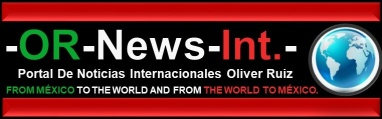 -OR-News-Int.-
Portal De Noticias Internacionales Oliver Ruiz
FROM MÉXICO TO THE WORLD AND FROM THE WORLD TO MÉXICO.